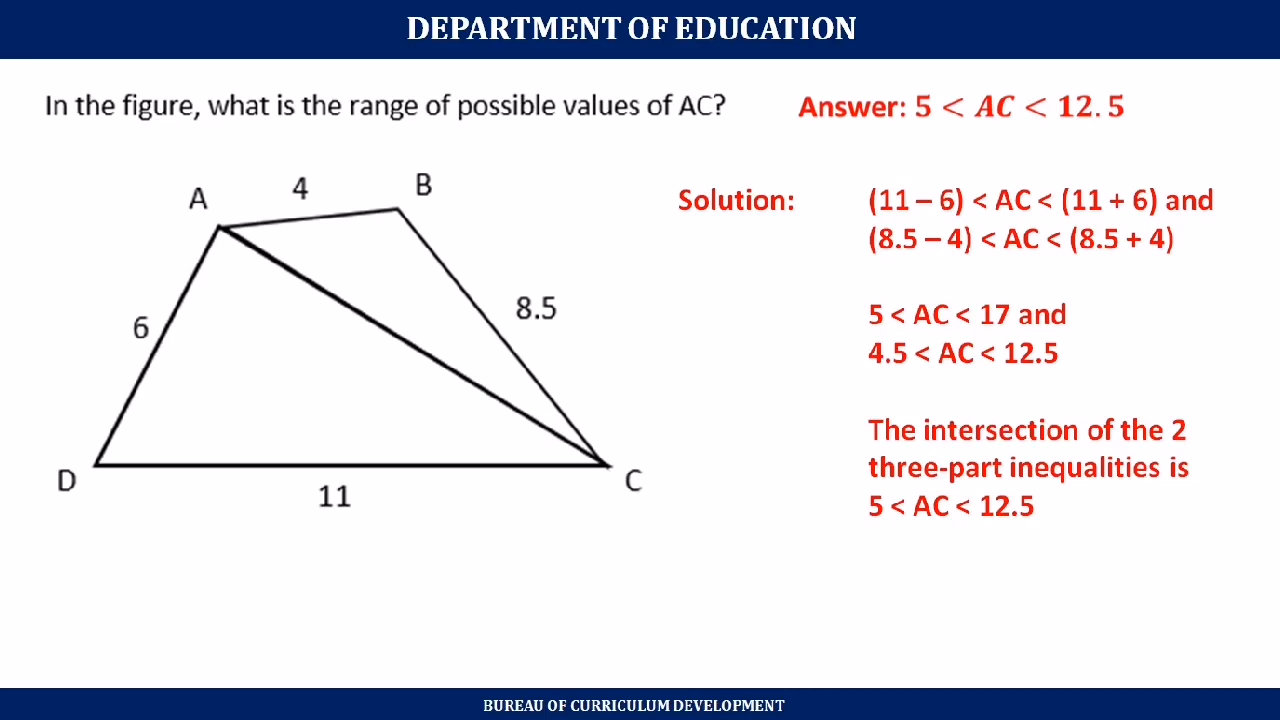 DEPARTMENT OF EDUCATION
In the figure, what is the range of possible values of AC?
Answer: 5 < AC < 12.5
A
4
B
6
8.5
D
11
C
Solution:
(11 – 6) < AC < (11 + 6) and
(8.5 – 4) < AC < (8.5 + 4)
5 < AC < 17 and
4.5 < AC < 12.5
The intersection of the 2
three-part inequalities is
5 < AC < 12.5
BUREAU OF CURRICULUM DEVELOPMENT